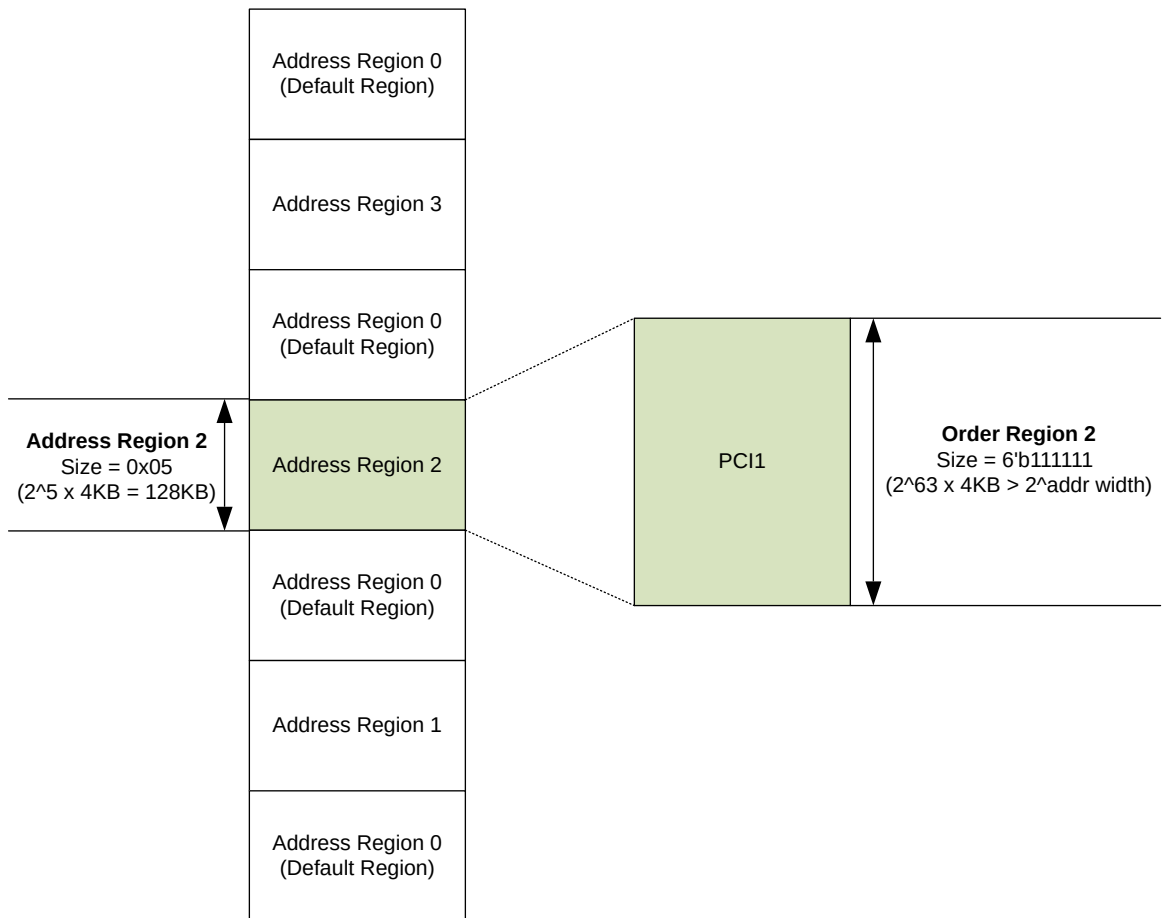 Address Region 0
(Default Region)
Address Region 3
Address Region 0
(Default Region)
Address Region 2
Size = 0x05
(2^5 x 4KB = 128KB)
Address Region 2
PCI1
Order Region 2
Size = 6'b111111
(2^63 x 4KB > 2^addr width)
Address Region 0
(Default Region)
Address Region 1
Address Region 0
(Default Region)